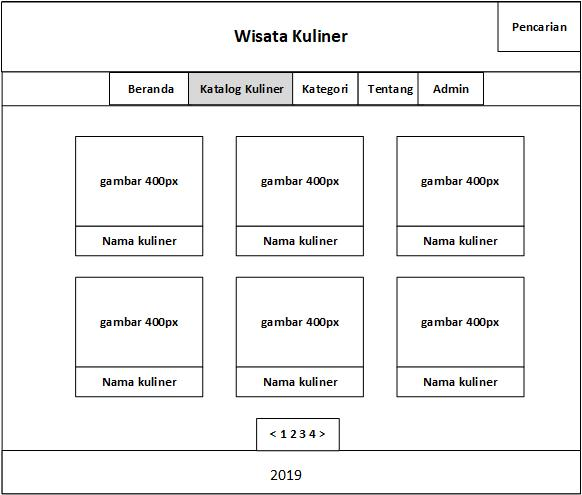 Wisata Kuliner
Pencarian
Beranda
Katalog Kuliner
Kategori
Tentang
Admin
gambar 400px
gambar 400px
gambar 400px
Nama kuliner
Nama kuliner
Nama kuliner
gambar 400px
gambar 400px
gambar 400px
Nama kuliner
Nama kuliner
Nama kuliner
< 1 2 3 4 >
2019